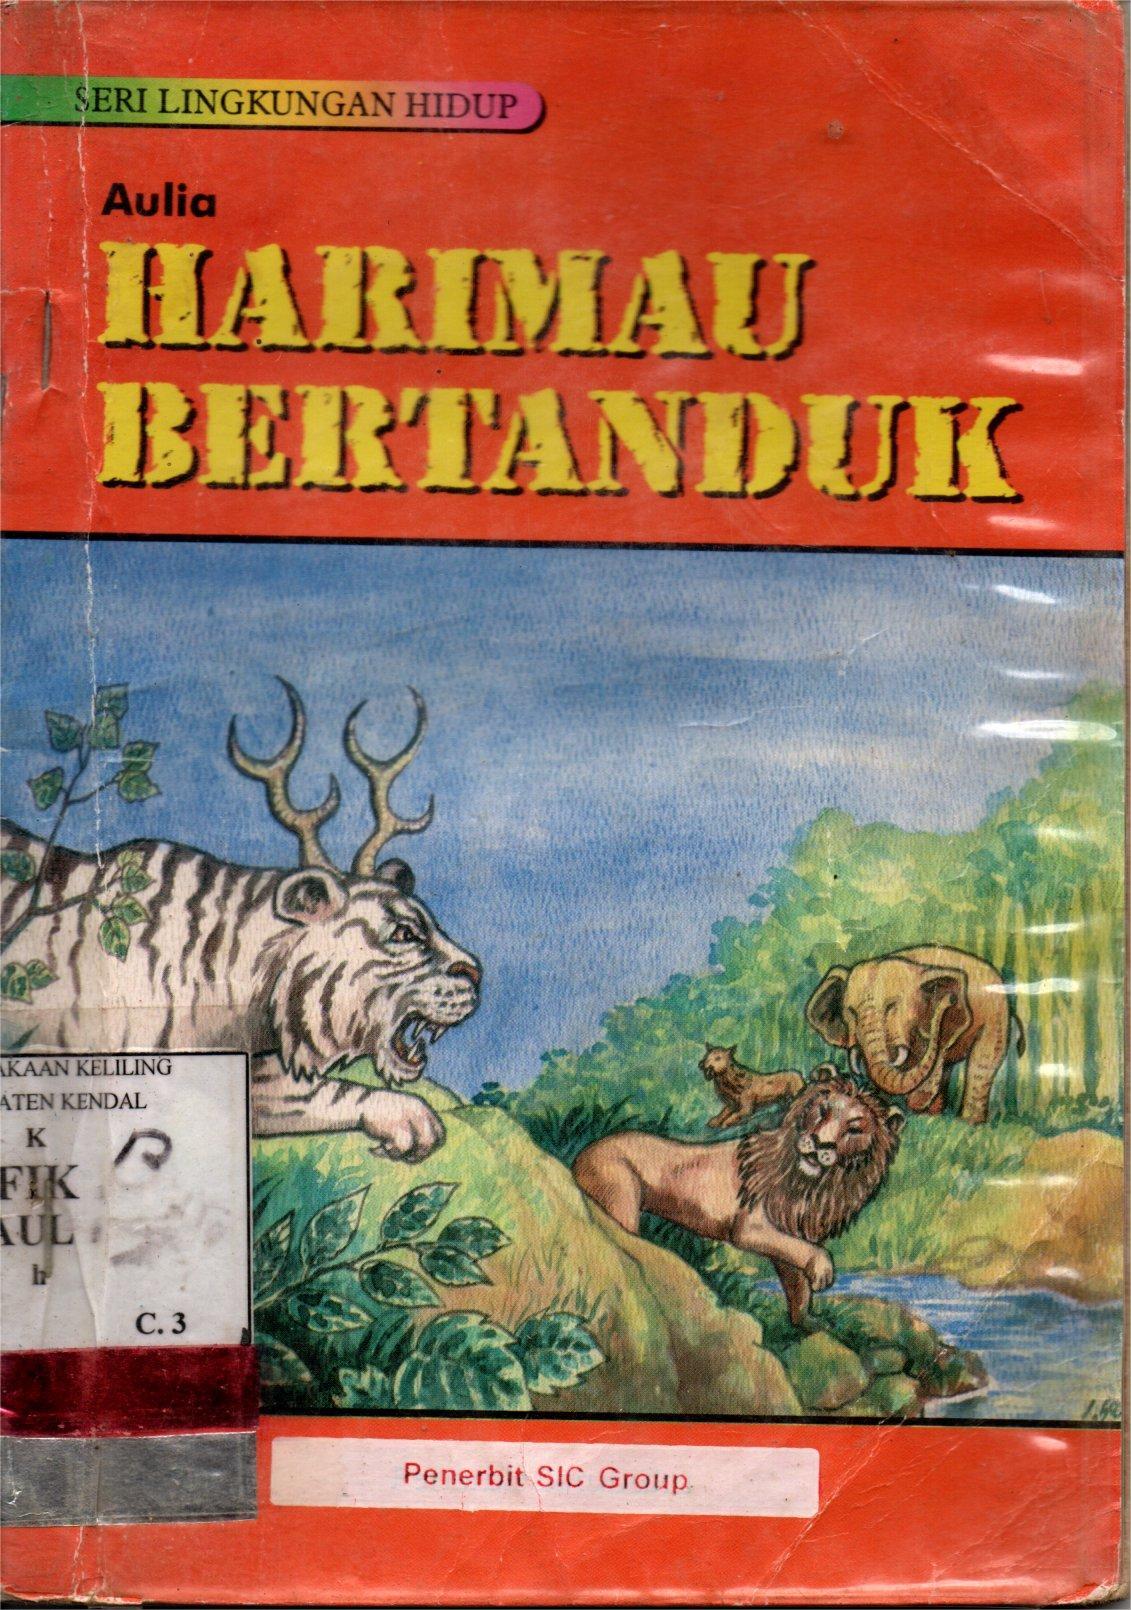 SERI LINGKUNGAN HIDUP
Aulia
HARIMAU
BERTANDUK
AKAAN KELILING
ATEN KENDAL
K
FIK
AUL
h
C. 3
Penerbit SIC Group